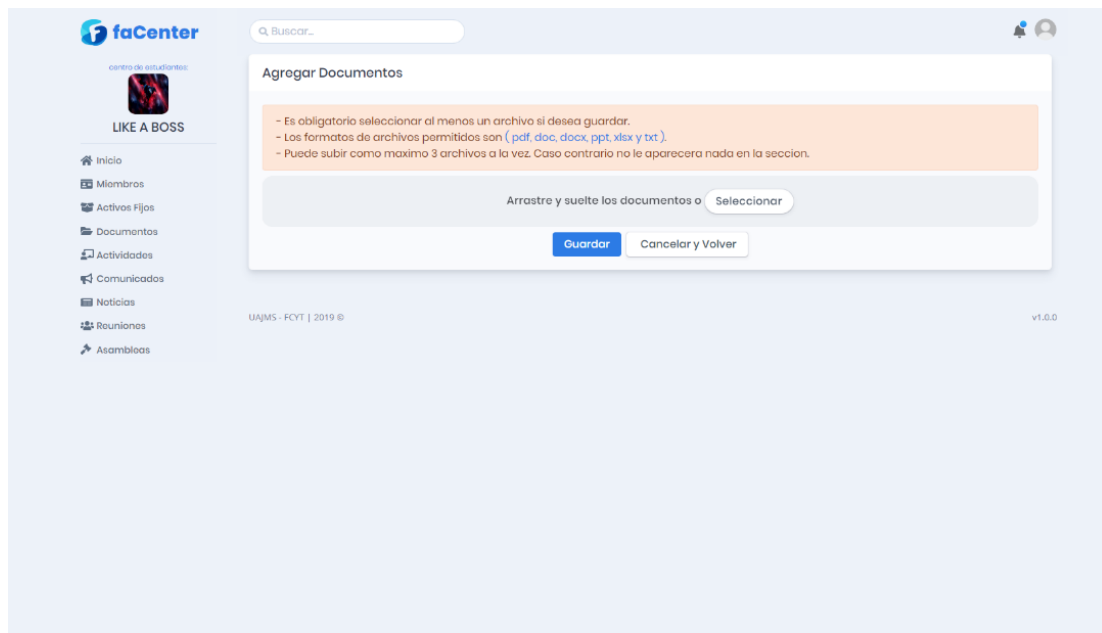 faCenter
Buscar...
centro de estudiantes:
LIKE A BOSS
Inicio
Miembros
Activos Fijos
Documentos
Actividades
Comunicados
Noticias
Reuniones
Asambleas
Agregar Documentos
- Es obligatorio seleccionar al menos un archivo si desea guardar.
- Los formatos de archivos permitidos son ( pdf, doc, docx, ppt, xlsx y txt ).
- Puede subir como maximo 3 archivos a la vez. Caso contrario no le aparecera nada en la seccion.
Arrastre y suelte los documentos o Seleccionar
Guardar Cancelar y Volver
UAJMS - FCYT | 2019 © v1.0.0